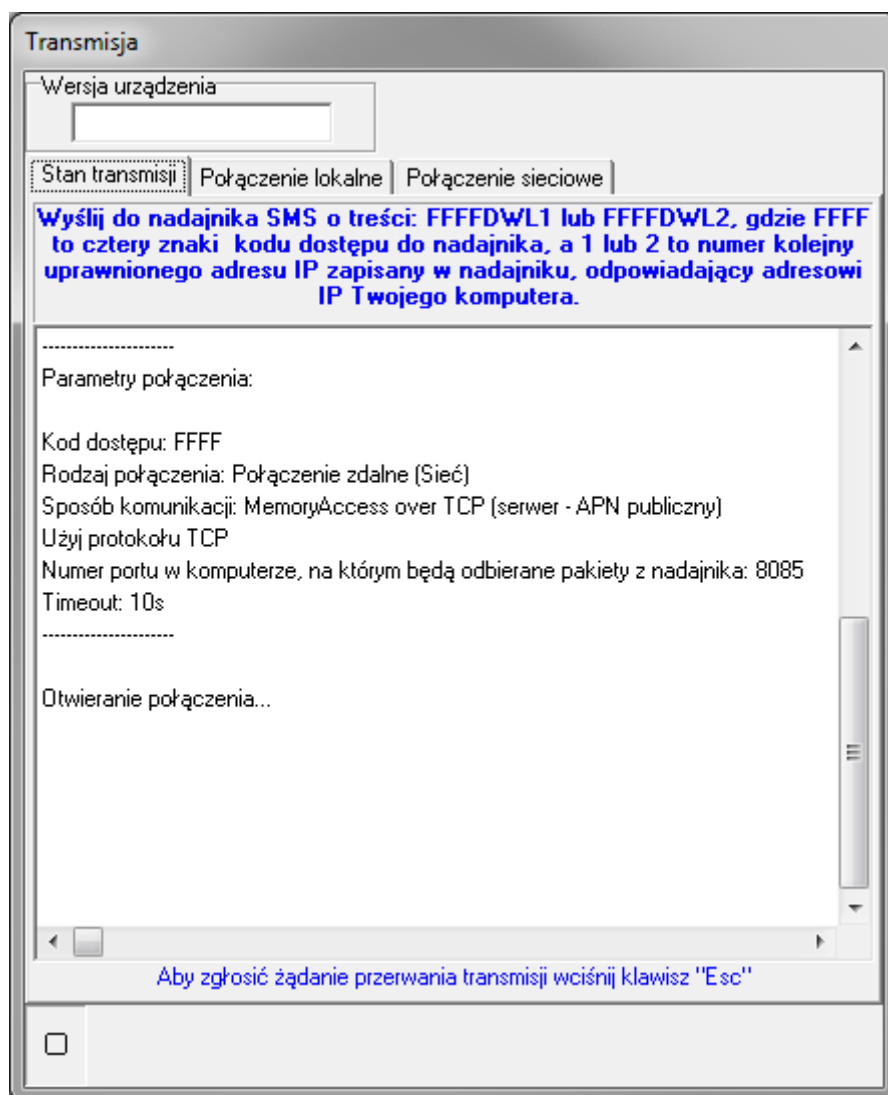 Transmisja
Wersja urządzenia
Stan transmisji Połączenie lokalne Połączenie sieciowe
Wyślij do nadajnika SMS o treści: FFFFDWL1 lub FFFFDWL2, gdzie FFFF
to cztery znaki kodu dostępu do nadajnika, a 1 lub 2 to numer kolejny
uprawnionego adresu IP zapisany w nadajniku, odpowiadający adresowi
IP Twojego komputera.
----------------------
Parametry połączenia:
Kod dostępu: FFFF
Rodzaj połączenia: Połączenie zdalne (Sieć)
Sposób komunikacji: MemoryAccess over TCP (serwer - APN publiczny)
Użyj protokołu TCP
Numer portu w komputerze, na którym będą odbierane pakiety z nadajnika: 8085
Timeout: 10s
----------------------
Otwieranie połączenia...
Aby zgłosić żądanie przerwania transmisji wciśnij klawisz "Esc"